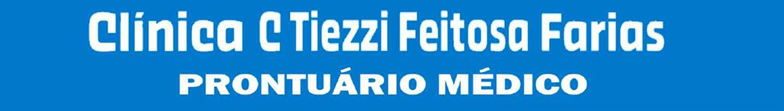 Clínica C Tiezzi Feitosa Farias
PRONTUÁRIO MÉDICO